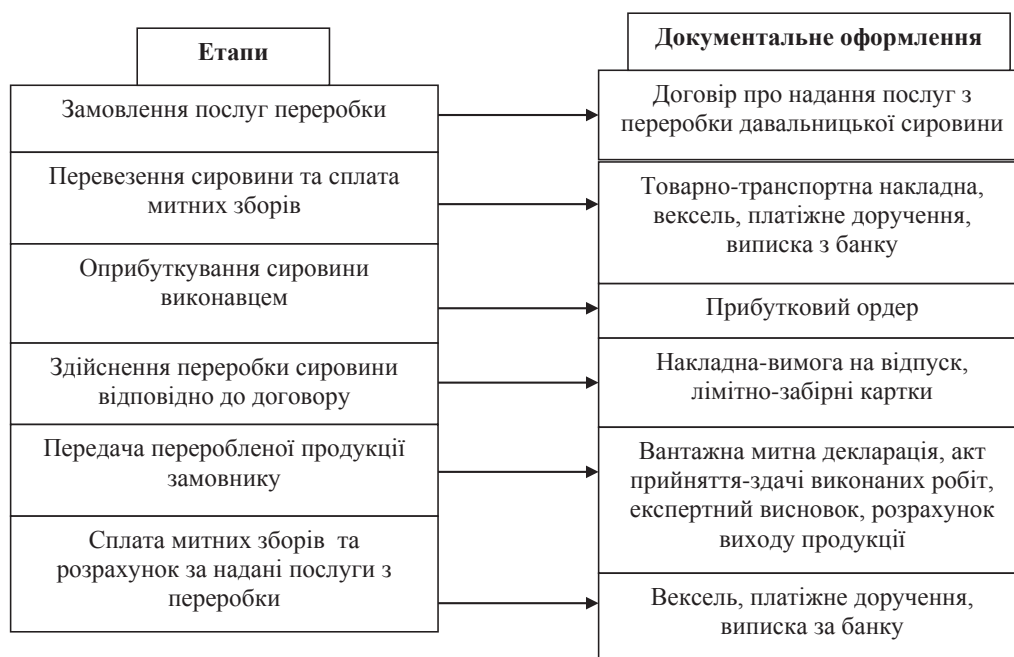 Етапи
Документальне оформлення
Замовлення послуг переробки
Договір про надання послуг з
переробки давальницької сировини
Перевезення сировини та сплата
митних зборів
Товарно-транспортна накладна,
вексель, платіжне доручення,
виписка з банку
Оприбуткування сировини
виконавцем
Прибутковий ордер
Здійснення переробки сировини
відповідно до договору
Накладна-вимога на відпуск,
лімітно-забірні картки
Передача переробленої продукції
замовнику
Вантажна митна декларація, акт
прийняття-здачі виконаних робіт,
експертний висновок, розрахунок
виходу продукції
Сплата митних зборів та
розрахунок за надані послуги з
переробки
Вексель, платіжне доручення,
виписка за банку